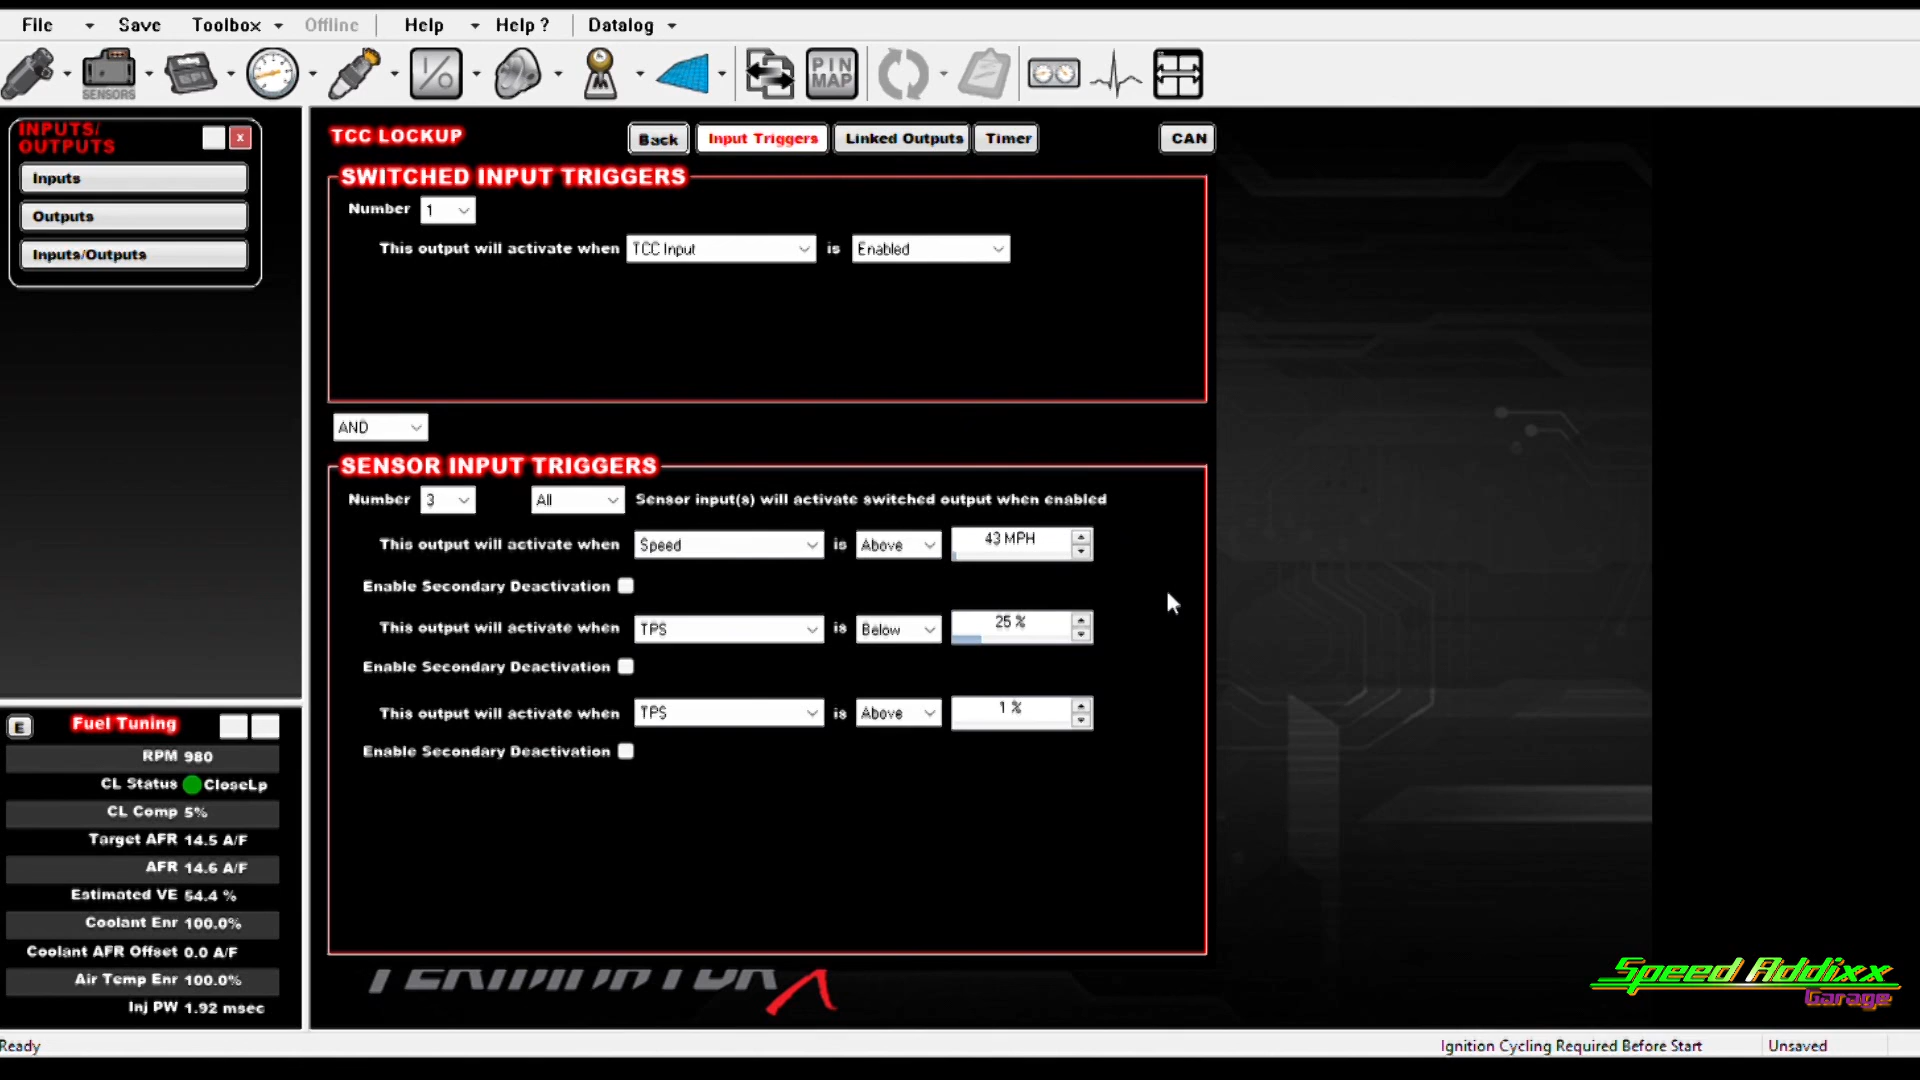 File Save Toolbox Offline Help Help ? Datalog
SENSORS EPI I/O PIN MAP
INPUTS/
OUTPUTS
x
Inputs
Outputs
Inputs/Outputs
TCC LOCKUP Back Input Triggers Linked Outputs Timer CAN
SWITCHED INPUT TRIGGERS
Number 1
This output will activate when TCC Input is Enabled
AND
SENSOR INPUT TRIGGERS
Number 3 All Sensor input(s) will activate switched output when enabled
This output will activate when Speed is Above 43 MPH
Enable Secondary Deactivation
This output will activate when TPS is Below 25 %
Enable Secondary Deactivation
This output will activate when TPS is Above 1 %
Enable Secondary Deactivation
E Fuel Tuning
RPM 980
CL Status CloseLp
CL Comp 5%
Target AFR 14.5 A/F
AFR 14.6 A/F
Estimated VE 54.4 %
Coolant Enr 100.0%
Coolant AFR Offset 0.0 A/F
Air Temp Enr 100.0%
Inj PW 1.92 msec
TERMINATOR X
Speed Addixx
Garage
Ready Ignition Cycling Required Before Start Unsaved